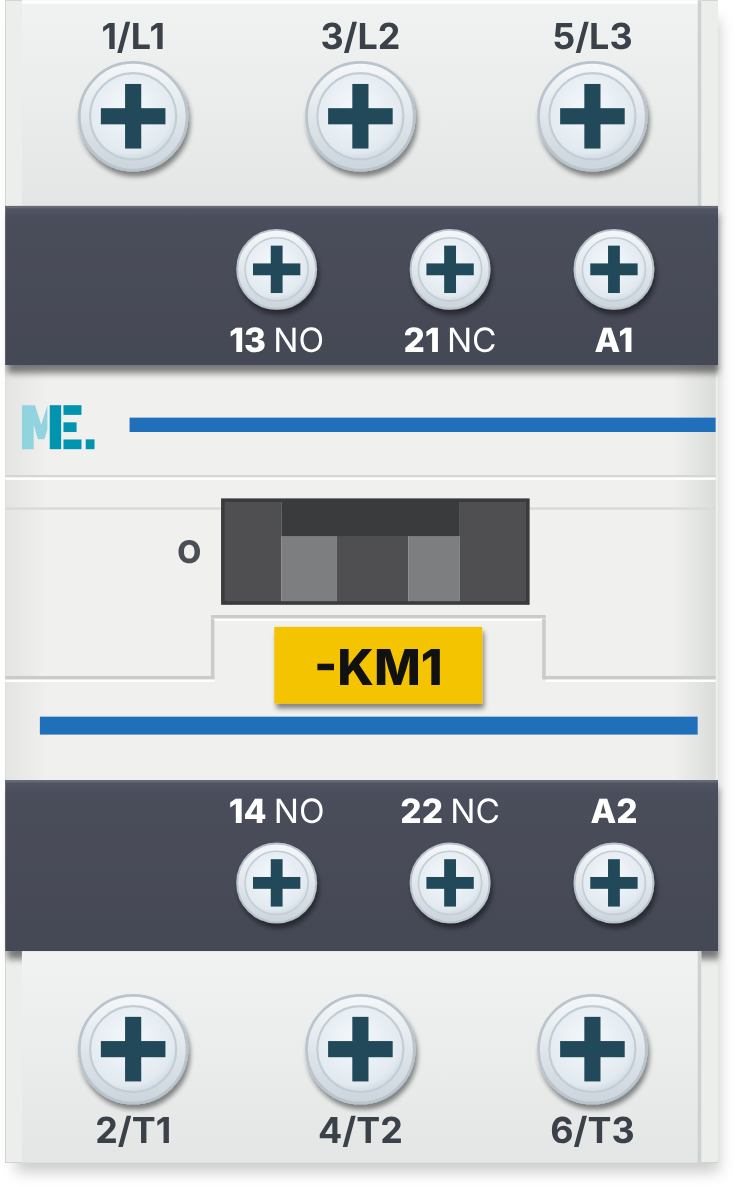 1/L1 3/L2 5/L3
13 NO 21 NC A1
ME.
o
-KM1
14 NO 22 NC A2
2/T1 4/T2 6/T3